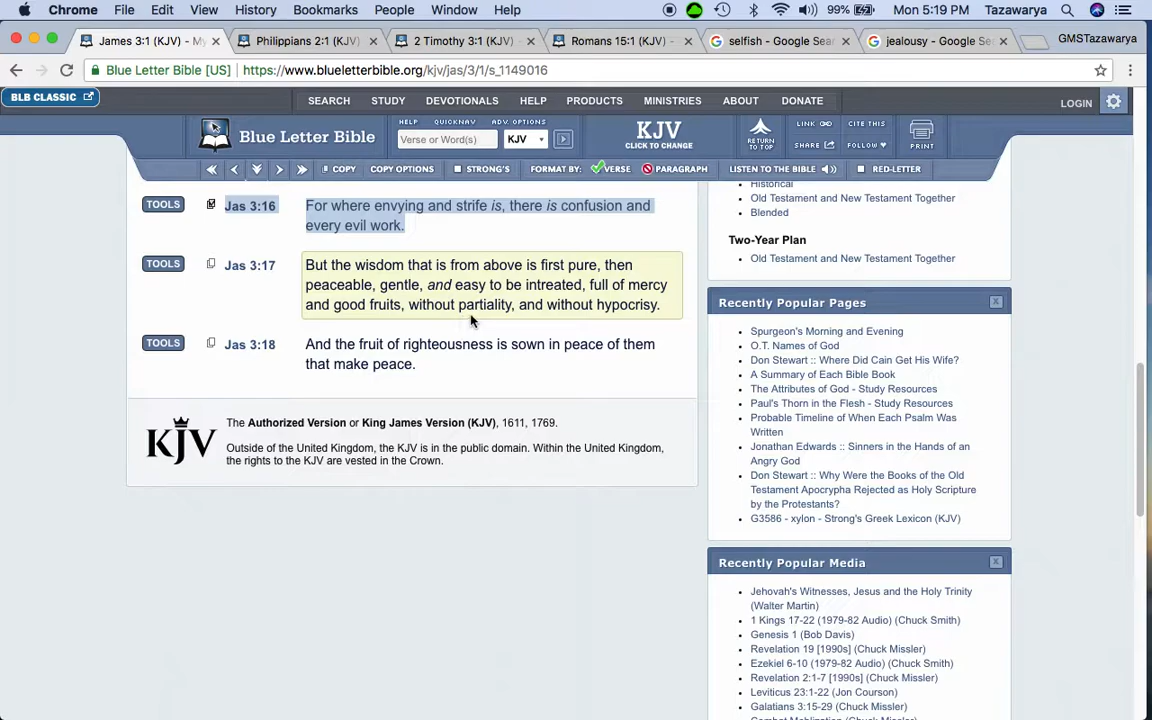 Chrome File Edit View History Bookmarks People Window Help 99% Mon 5:19 PM Tazawarya
James 3:1 (KJV) - My Philippians 2:1 (KJV) 2 Timothy 3:1 (KJV) - Romans 15:1 (KJV) - selfish - Google Sear jealousy - Google Se GMSTazawarya
Blue Letter Bible [US] https://www.blueletterbible.org/kjv/jas/3/1/s_1149016
BLB CLASSIC
SEARCH STUDY DEVOTIONALS HELP PRODUCTS MINISTRIES ABOUT DONATE LOGIN
Blue Letter Bible
HELP QUICKNAV ADV. OPTIONS
Verse or Word(s) KJV
KJV
CLICK TO CHANGE
RETURN
TO TOP
LINK CITE THIS
SHARE FOLLOW
PRINT
COPY COPY OPTIONS STRONG'S FORMAT BY: VERSE PARAGRAPH LISTEN TO THE BIBLE RED-LETTER
TOOLS Jas 3:16 For where envying and strife is, there is confusion and
every evil work.
TOOLS Jas 3:17 But the wisdom that is from above is first pure, then
peaceable, gentle, and easy to be intreated, full of mercy
and good fruits, without partiality, and without hypocrisy.
TOOLS Jas 3:18 And the fruit of righteousness is sown in peace of them
that make peace.
KJV
The Authorized Version or King James Version (KJV), 1611, 1769.
Outside of the United Kingdom, the KJV is in the public domain. Within the United Kingdom,
the rights to the KJV are vested in the Crown.
Historical
Old Testament and New Testament Together
Blended
Two-Year Plan
Old Testament and New Testament Together
Recently Popular Pages
Spurgeon's Morning and Evening
O.T. Names of God
Don Stewart :: Where Did Cain Get His Wife?
A Summary of Each Bible Book
The Attributes of God - Study Resources
Paul's Thorn in the Flesh - Study Resources
Probable Timeline of When Each Psalm Was
Written
Jonathan Edwards :: Sinners in the Hands of an
Angry God
Don Stewart :: Why Were the Books of the Old
Testament Apocrypha Rejected as Holy Scripture
by the Protestants?
G3586 - xylon - Strong's Greek Lexicon (KJV)
Recently Popular Media
Jehovah's Witnesses, Jesus and the Holy Trinity
(Walter Martin)
1 Kings 17-22 (1979-82 Audio) (Chuck Smith)
Genesis 1 (Bob Davis)
Revelation 19 [1990s] (Chuck Missler)
Ezekiel 6-10 (1979-82 Audio) (Chuck Smith)
Revelation 2:1-7 [1990s] (Chuck Missler)
Leviticus 23:1-22 (Jon Courson)
Galatians 3:15-29 (Chuck Missler)